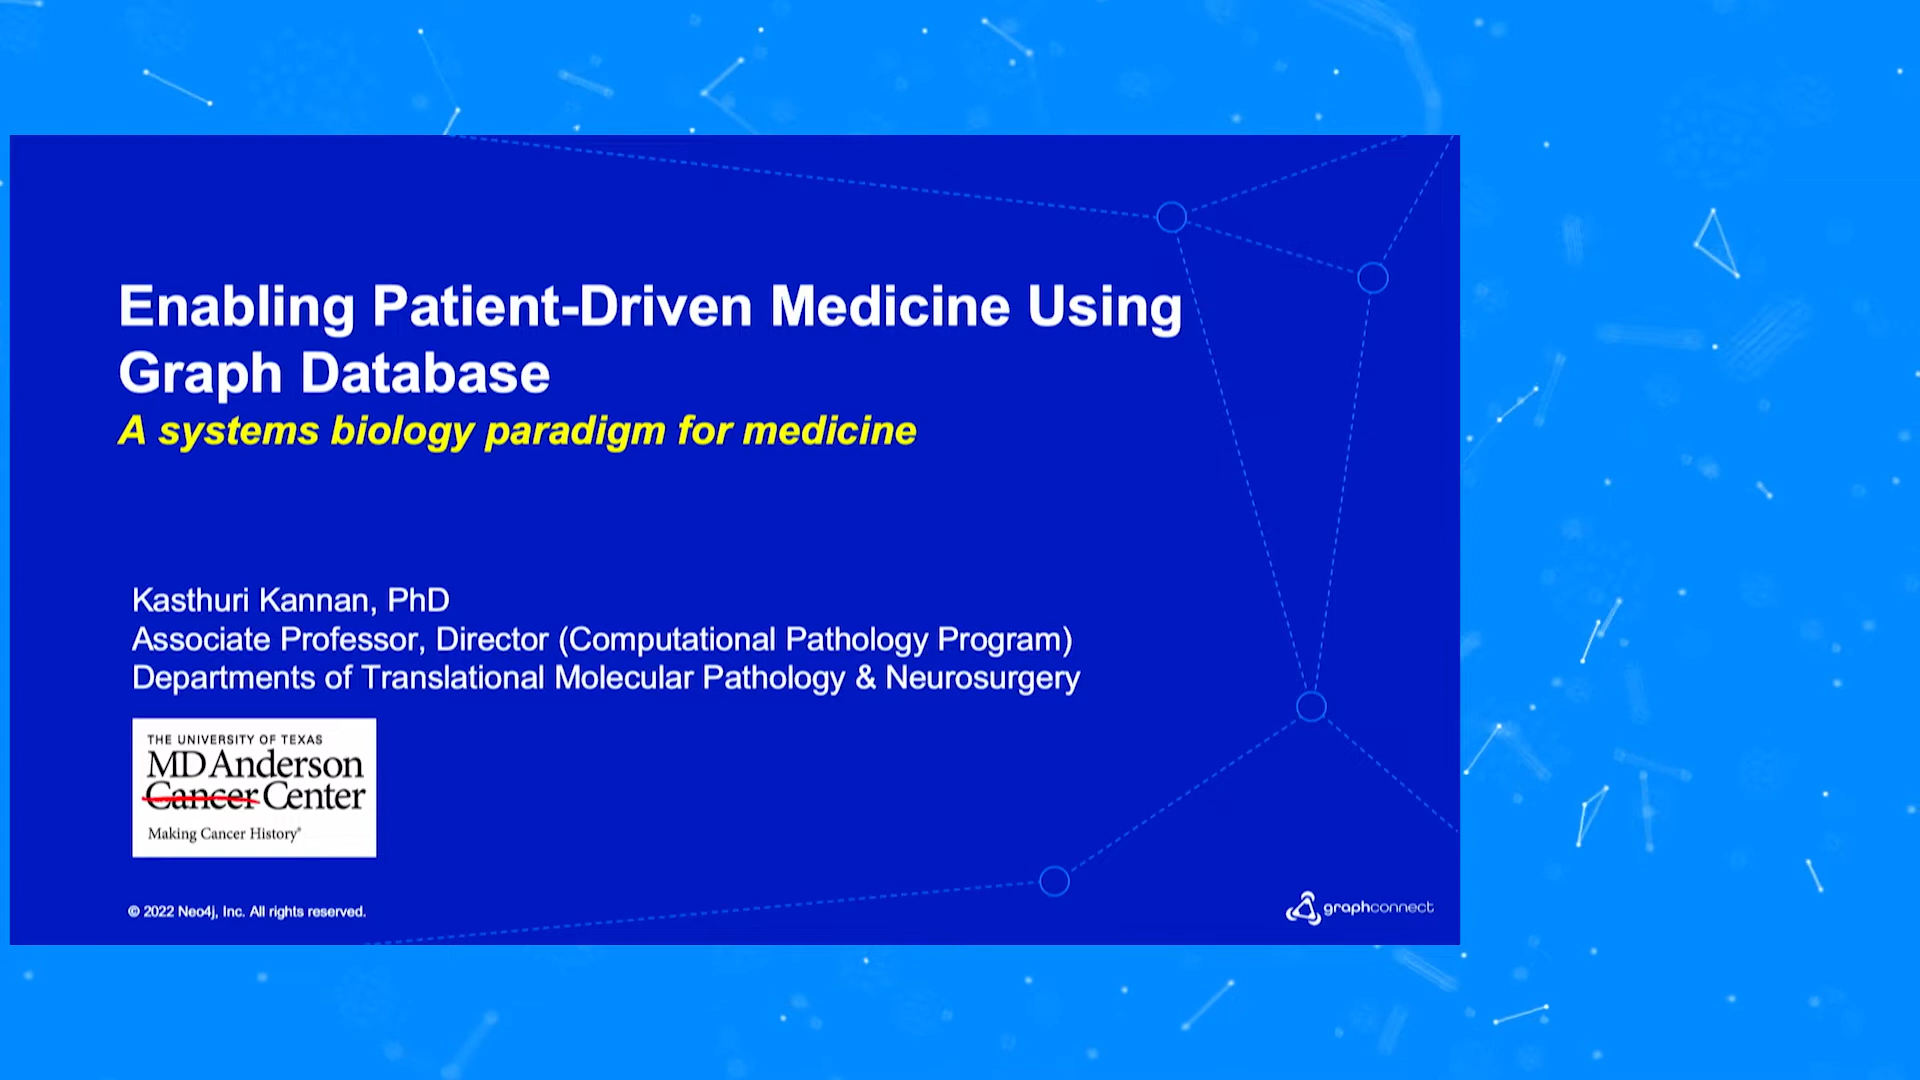 Enabling Patient-Driven Medicine Using
Graph Database
A systems biology paradigm for medicine
Kasthuri Kannan, PhD
Associate Professor, Director (Computational Pathology Program)
Departments of Translational Molecular Pathology & Neurosurgery
THE UNIVERSITY OF TEXAS
MD Anderson
Cancer Center
Making Cancer History®
© 2022 Neo4j, Inc. All rights reserved.
graphconnect